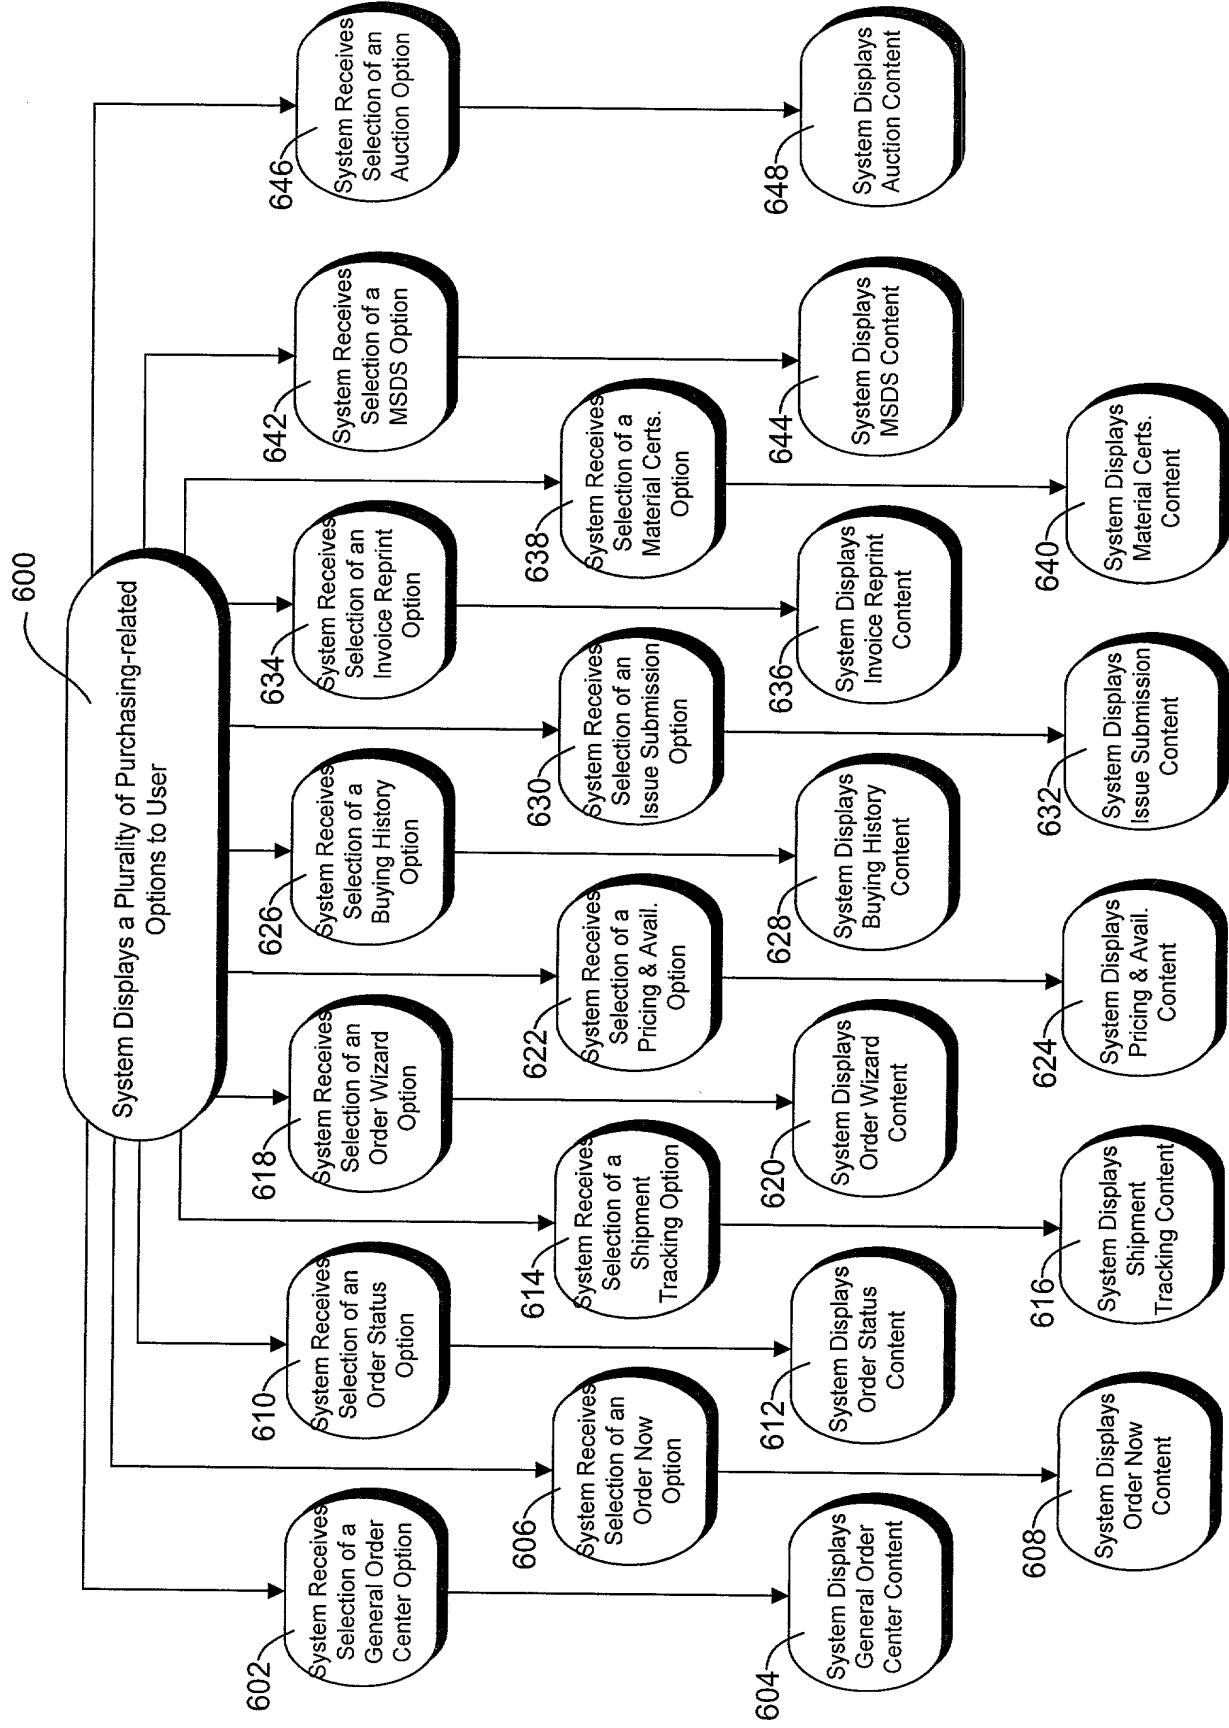 600
System Displays a Plurality of Purchasing-related
Options to User
602
System Receives
Selection of a
General Order
Center Option
604
System Displays
General Order
Center Content
606
System Receives
Selection of an
Order Now
Option
608
System Displays
Order Now
Content
610
System Receives
Selection of an
Order Status
Option
612
System Displays
Order Status
Content
614
System Receives
Selection of a
Shipment
Tracking Option
616
System Displays
Shipment
Tracking Content
618
System Receives
Selection of an
Order Wizard
Option
620
System Displays
Order Wizard
Content
622
System Receives
Selection of a
Pricing & Avail.
Option
624
System Displays
Pricing & Avail.
Content
626
System Receives
Selection of a
Buying History
Option
628
System Displays
Buying History
Content
630
System Receives
Selection of an
Issue Submission
Option
632
System Displays
Issue Submission
Content
634
System Receives
Selection of an
Invoice Reprint
Option
636
System Displays
Invoice Reprint
Content
638
System Receives
Selection of a
Material Certs.
Option
640
System Displays
Material Certs.
Content
642
System Receives
Selection of a
MSDS Option
644
System Displays
MSDS Content
646
System Receives
Selection of an
Auction Option
648
System Displays
Auction Content